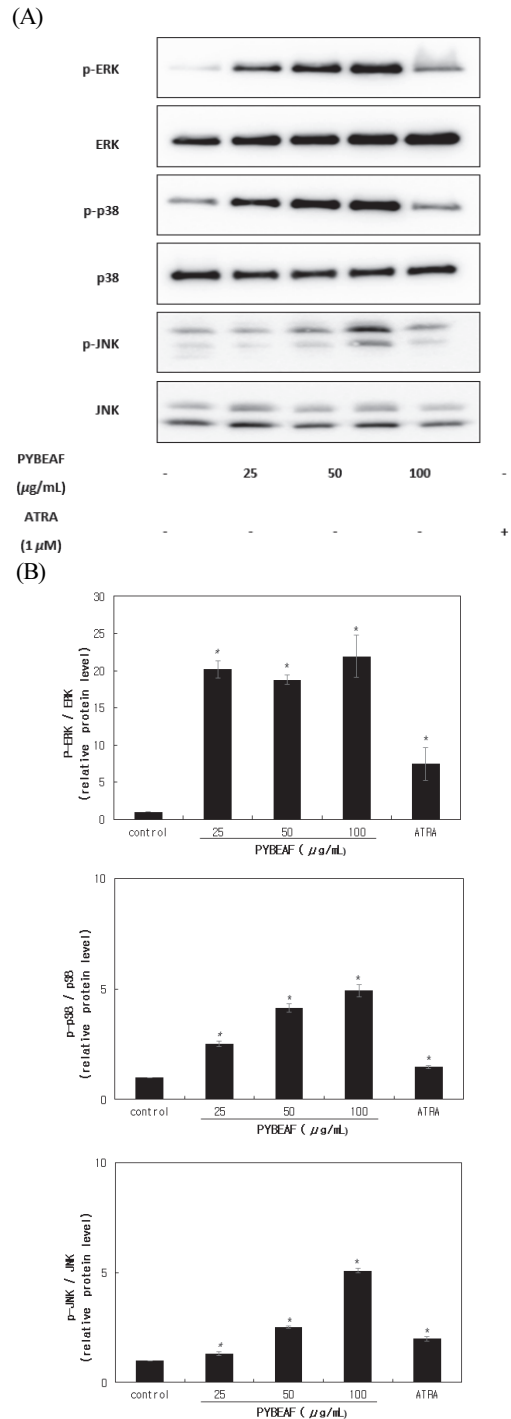 (A)
p-ERK
ERK
p-p38
p38
p-JNK
JNK
PYBEAF
(μg/mL)
- 25 50 100 -
ATRA
(1 μM)
- - - - +
(B)
30
25
20
15
10
5
0
P-ERK / ERK
(relative protein level)
* * * *
control 25 50 100 ATRA
PYBEAF ( μg/mL)
10
5
0
p-p38 / p38
(relative protein level)
* * * *
control 25 50 100 ATRA
PYBEAF ( μg/mL)
10
5
0
p-JNK / JNK
(relative protein level)
* * * *
control 25 50 100 ATRA
PYBEAF ( μg/mL)